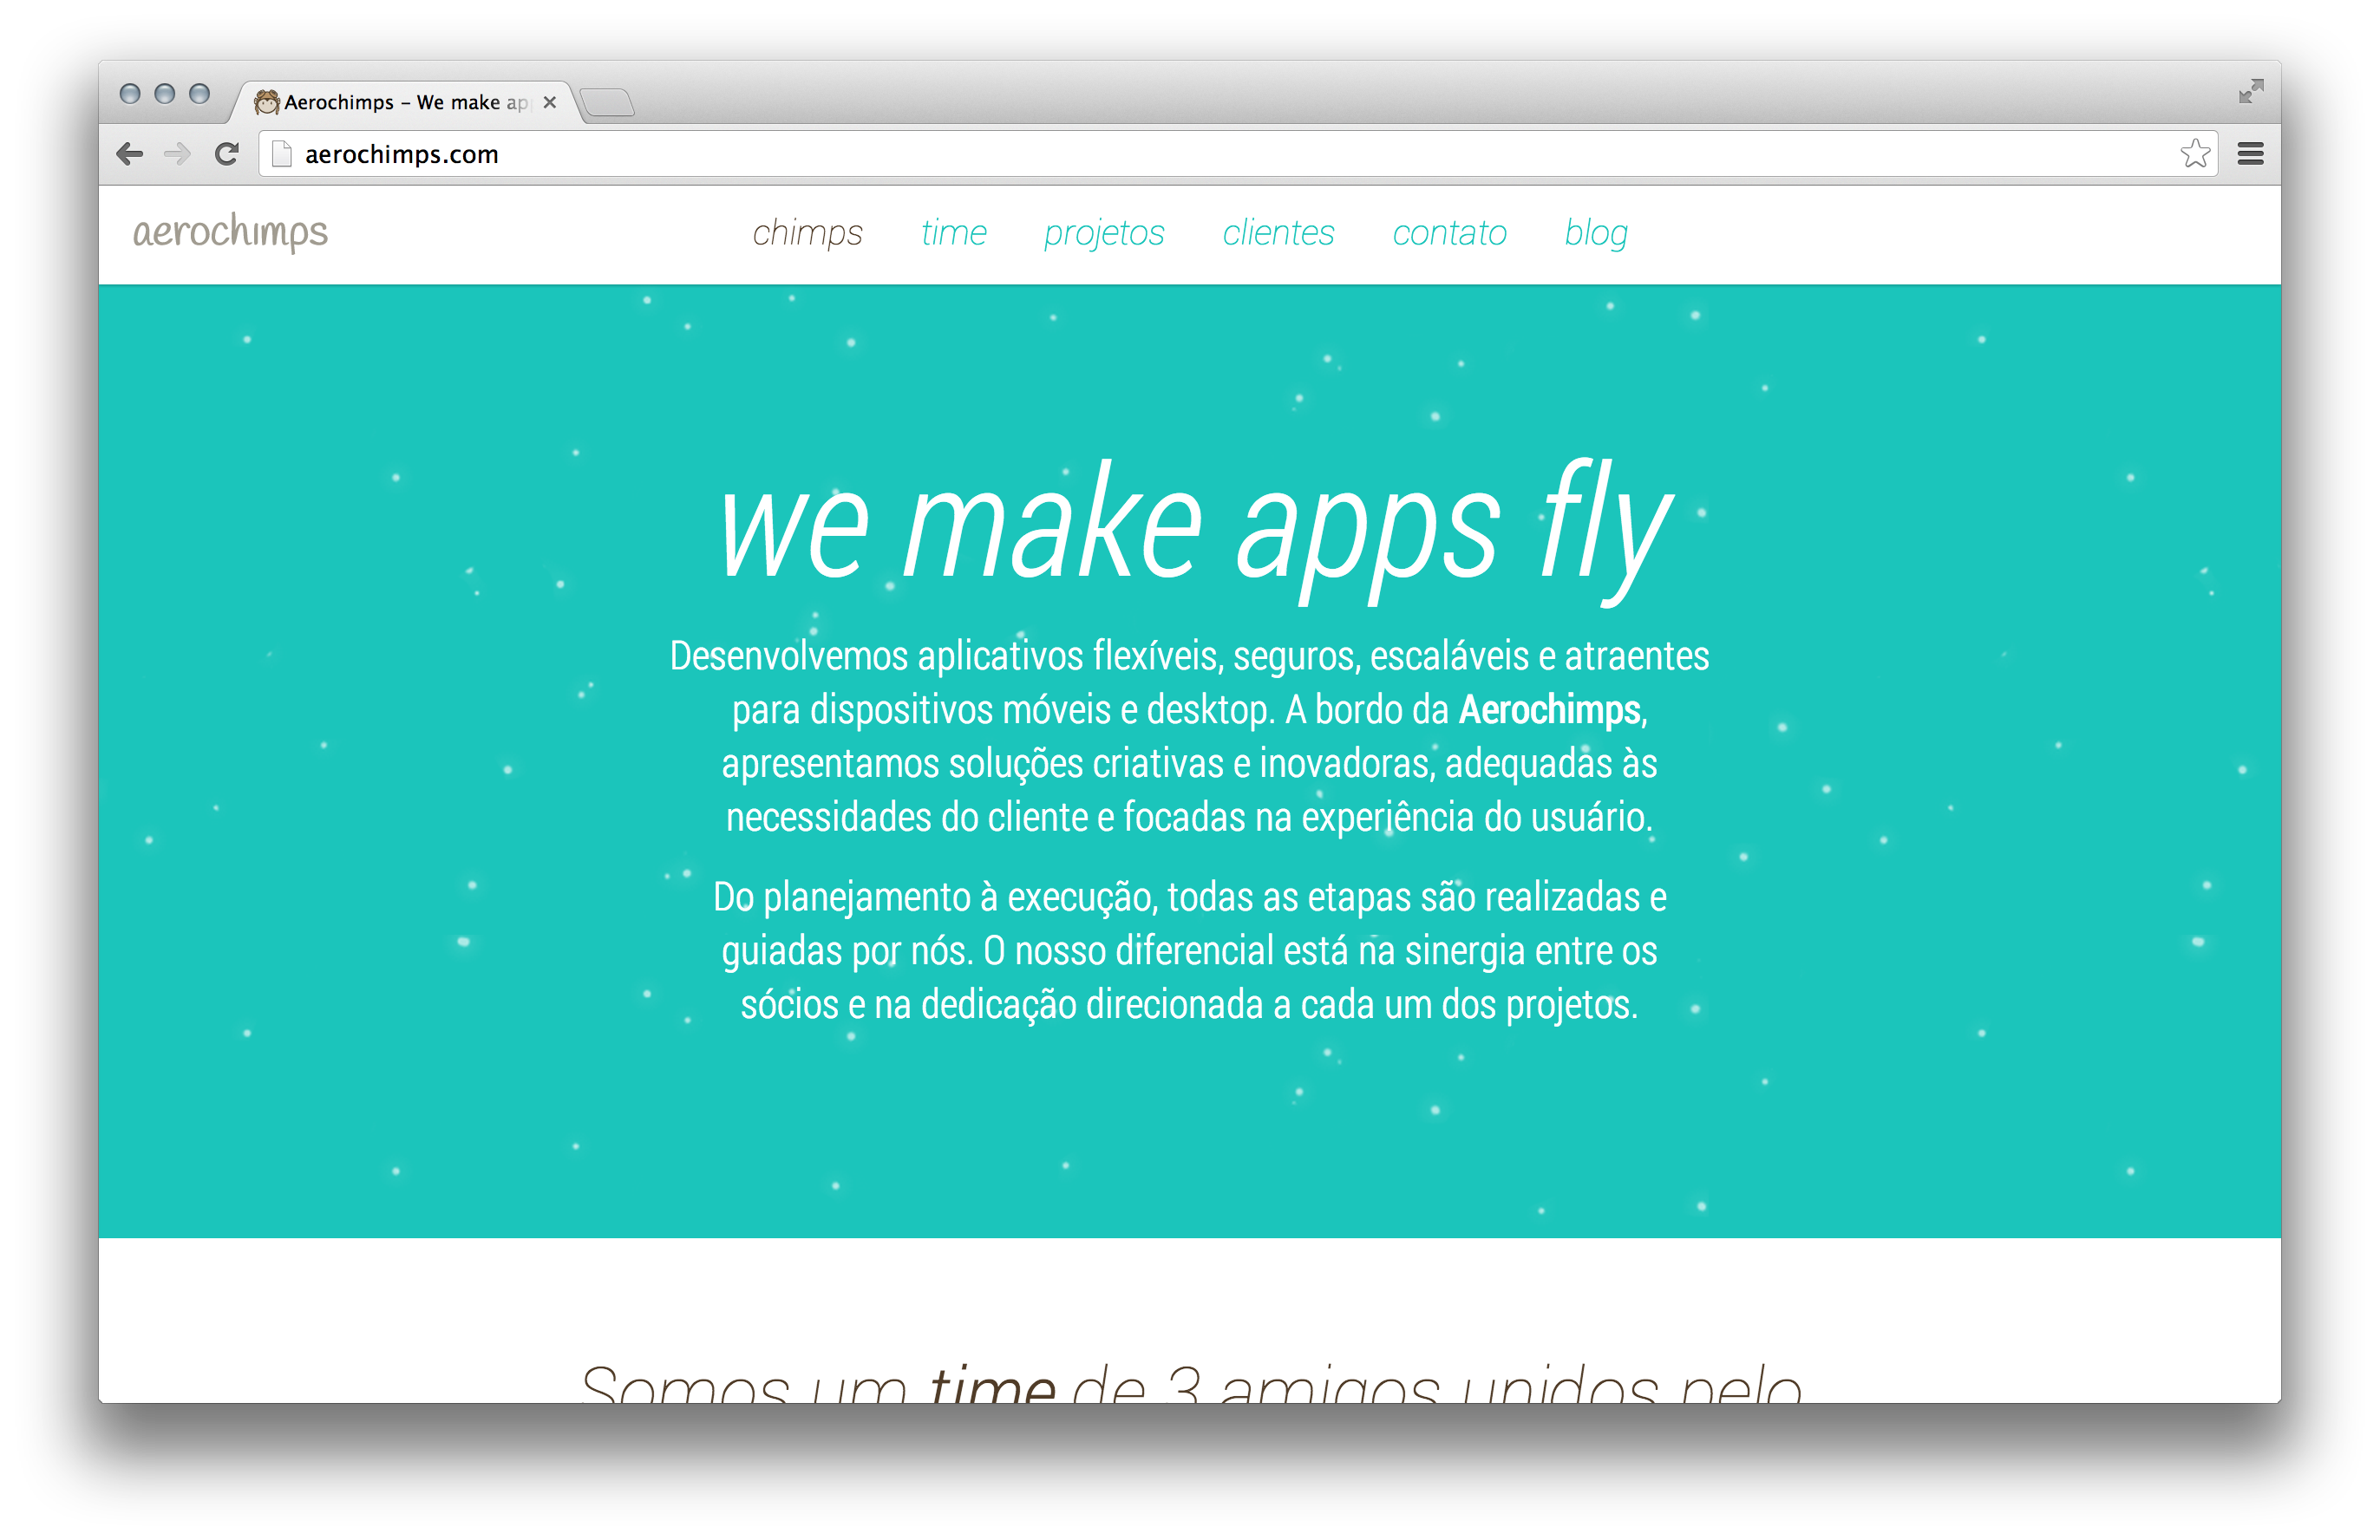 Aerochimps – We make ap
aerochimps.com
aerochimps
chimps time projetos clientes contato blog
we make apps fly
Desenvolvemos aplicativos flexíveis, seguros, escaláveis e atraentes
para dispositivos móveis e desktop. A bordo da Aerochimps,
apresentamos soluções criativas e inovadoras, adequadas às
necessidades do cliente e focadas na experiência do usuário.
Do planejamento à execução, todas as etapas são realizadas e
guiadas por nós. O nosso diferencial está na sinergia entre os
sócios e na dedicação direcionada a cada um dos projetos.
Somos um time de 3 amigos unidos pelo